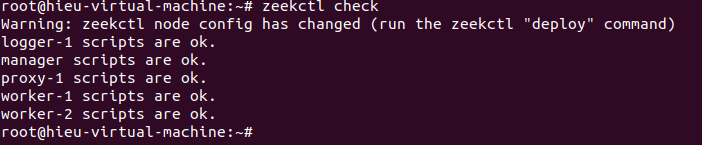 root@hieu-virtual-machine:~# zeekctl check
Warning: zeekctl node config has changed (run the zeekctl "deploy" command)
logger-1 scripts are ok.
manager scripts are ok.
proxy-1 scripts are ok.
worker-1 scripts are ok.
worker-2 scripts are ok.
root@hieu-virtual-machine:~#